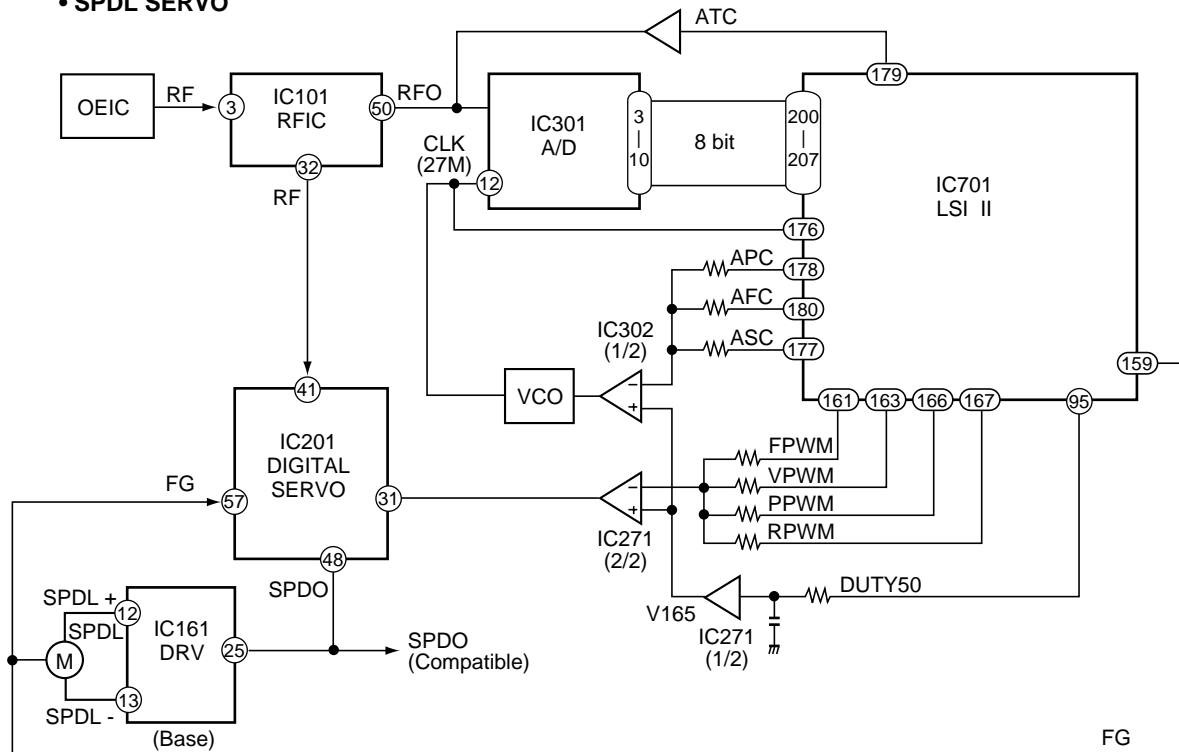 • SPDL SERVO
ATC
179
OEIC
RF
3
IC101
RFIC
50
RFO
32
RF
CLK
(27M)
12
IC301
A/D
3
|
10
8 bit
200
|
207
IC701
LSI II
176
APC
178
AFC
180
ASC
177
159
IC302
(1/2)
–
+
VCO
161
163
166
167
95
41
IC201
DIGITAL
SERVO
FG
57
31
48
SPDO
–
+
IC271
(2/2)
FPWM
VPWM
PPWM
RPWM
DUTY50
V165
IC271
(1/2)
SPDL +
12
SPDL
M
IC161
DRV
25
SPDO
(Compatible)
13
SPDL -
(Base)
FG